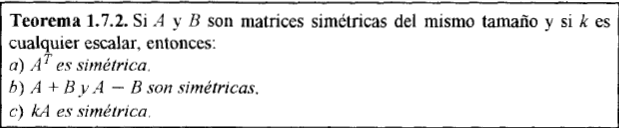 Teorema 1.7.2. Si A y B son matrices simétricas del mismo tamaño y si k es
cualquier escalar, entonces:
a) Aᵀ es simétrica.
b) A + B y A − B son simétricas.
c) kA es simétrica.